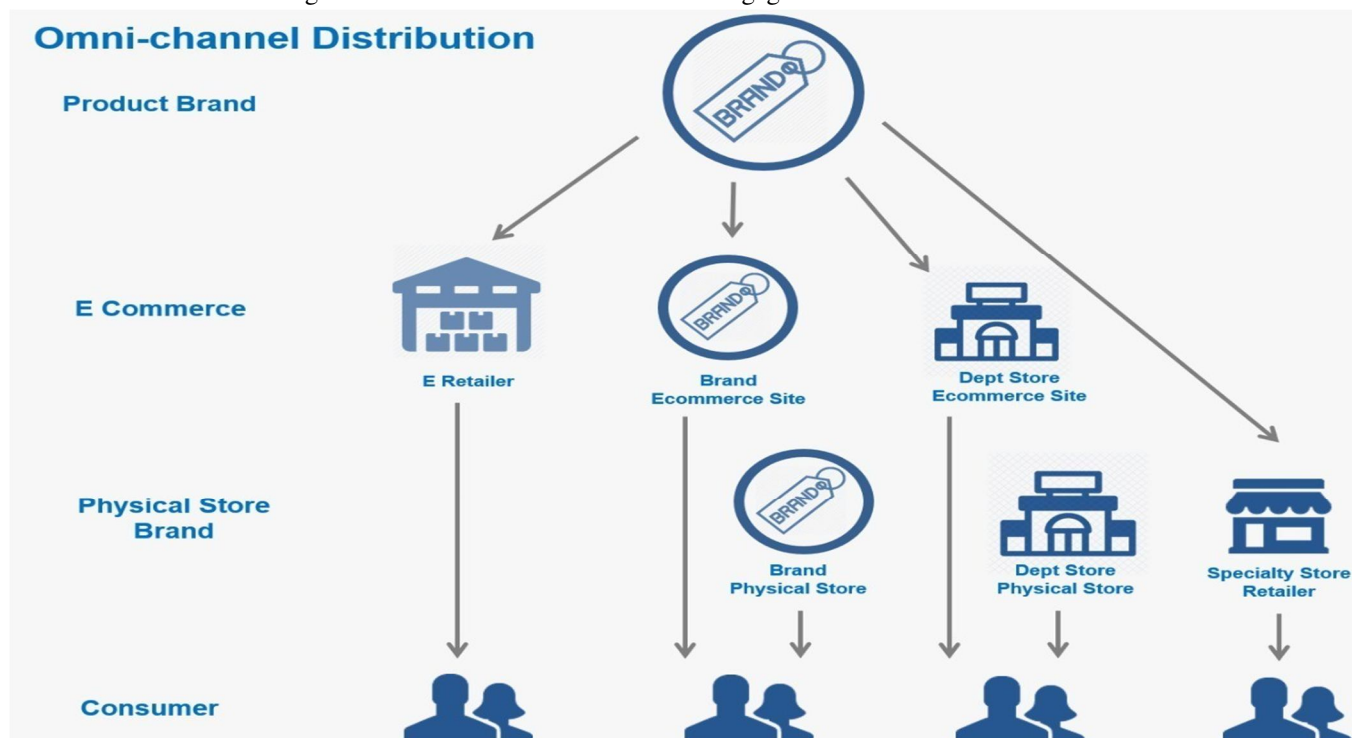 Omni-channel Distribution
BRAND
Product Brand
E Commerce
BRAND
E Retailer
Brand
Ecommerce Site
Dept Store
Ecommerce Site
Physical Store
Brand
BRAND
Brand
Physical Store
Dept Store
Physical Store
Specialty Store
Retailer
Consumer